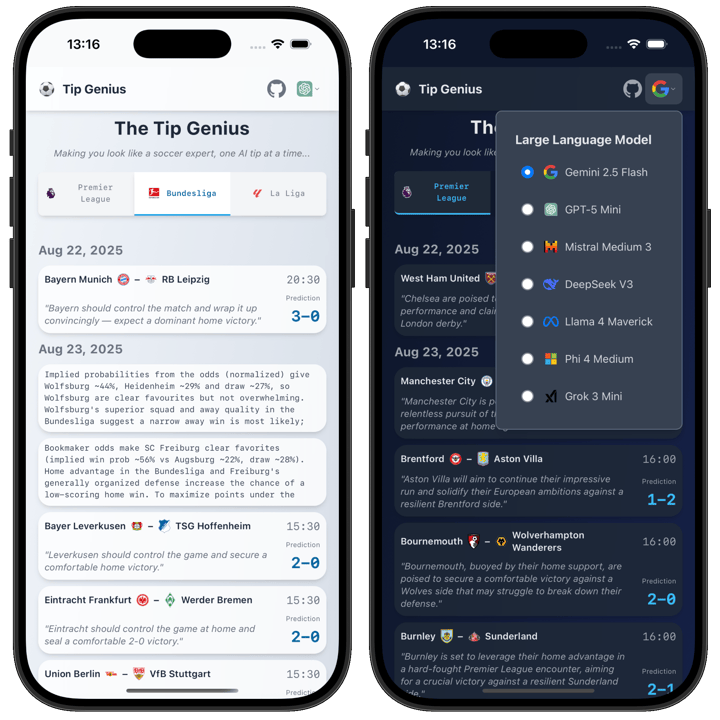 13:16
Tip Genius
The Tip Genius
Making you look like a soccer expert, one AI tip at a time...
Premier
League
Bundesliga
La Liga
Aug 22, 2025
Bayern Munich – RB Leipzig 20:30
Prediction
"Bayern should control the match and wrap it up
convincingly — expect a dominant home victory."
3–0
Aug 23, 2025
Implied probabilities from the odds (normalized) give
Wolfsburg ~44%, Heidenheim ~29% and draw ~27%, so
Wolfsburg are clear favourites but not overwhelming.
Wolfsburg's superior squad and away quality in the
Bundesliga suggest a narrow away win is most likely;
Bookmaker odds make SC Freiburg clear favorites
(implied win prob ~56% vs Augsburg ~22%, draw ~28%).
Home advantage in the Bundesliga and Freiburg's
generally organized defense increase the chance of a
low-scoring home win. To maximize points under the
Bayer Leverkusen – TSG Hoffenheim 15:30
Prediction
"Leverkusen should control the game and secure a
comfortable home victory."
2–0
Eintracht Frankfurt – Werder Bremen 15:30
Prediction
"Eintracht should control the game at home and
seal a comfortable 2-0 victory."
2–0
Union Berlin – VfB Stuttgart 15:30
13:16
Tip Genius
The
Making you look like
Premier
League
Large Language Model
Gemini 2.5 Flash
GPT-5 Mini
Mistral Medium 3
DeepSeek V3
Llama 4 Maverick
Phi 4 Medium
Grok 3 Mini
Aug 22, 2025
West Ham United
"Chelsea are poised
performance and
London derby."
Aug 23, 2025
Manchester City
"Manchester City is
relentless pursuit of
performance at home
Brentford – Aston Villa 16:00
Prediction
"Aston Villa will aim to continue their impressive
run and solidify their European ambitions against a
resilient Brentford side."
1–2
Bournemouth – Wolverhampton
Wanderers 16:00
Prediction
"Bournemouth, buoyed by their home support, are
poised to secure a comfortable victory against a
Wolves side that may struggle to break down their
defense."
2–0
Burnley – Sunderland 16:00
Prediction
"Burnley is set to leverage their home advantage in
a hard-fought Premier League encounter, aiming
for a crucial victory against a resilient Sunderland
side."
2–1